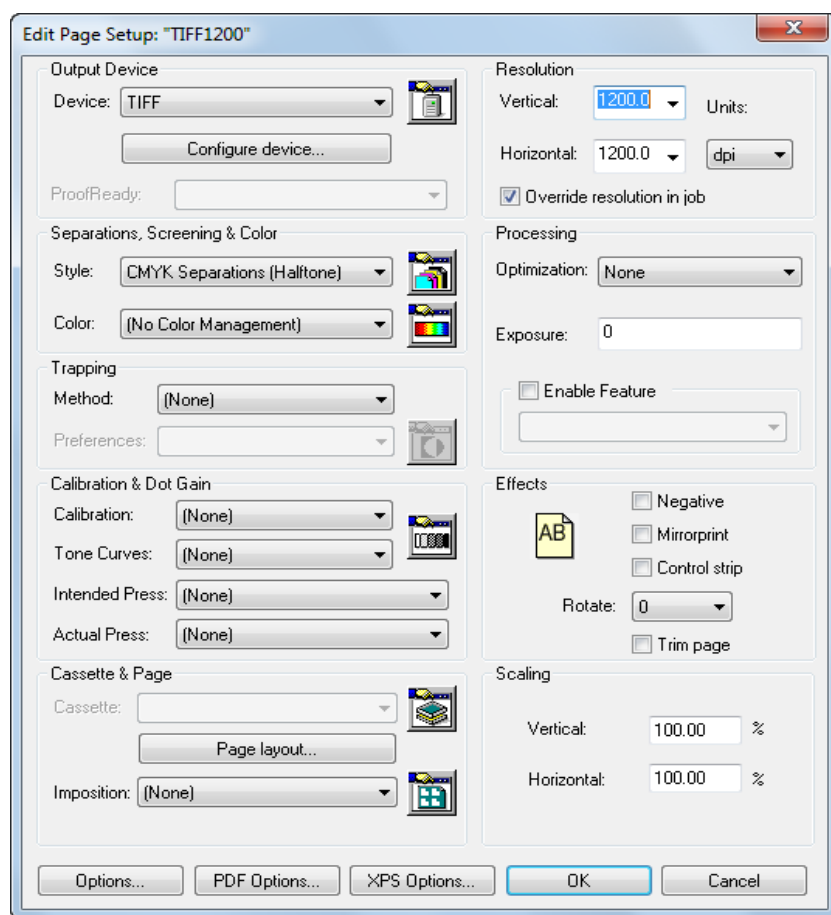 Edit Page Setup: "TIFF1200"
Output Device
Device: TIFF
Configure device...
ProofReady:
Resolution
Vertical: 1200.0 Units:
Horizontal: 1200.0 dpi
Override resolution in job
Separations, Screening & Color
Style: CMYK Separations (Halftone)
Color: (No Color Management)
Processing
Optimization: None
Exposure: 0
Enable Feature
Trapping
Method: (None)
Preferences:
Calibration & Dot Gain
Calibration: (None)
Tone Curves: (None)
Intended Press: (None)
Actual Press: (None)
Effects
AB
Negative
Mirrorprint
Control strip
Rotate: 0
Trim page
Cassette & Page
Cassette:
Page layout...
Imposition: (None)
Scaling
Vertical: 100.00 %
Horizontal: 100.00 %
Options... PDF Options... XPS Options... OK Cancel